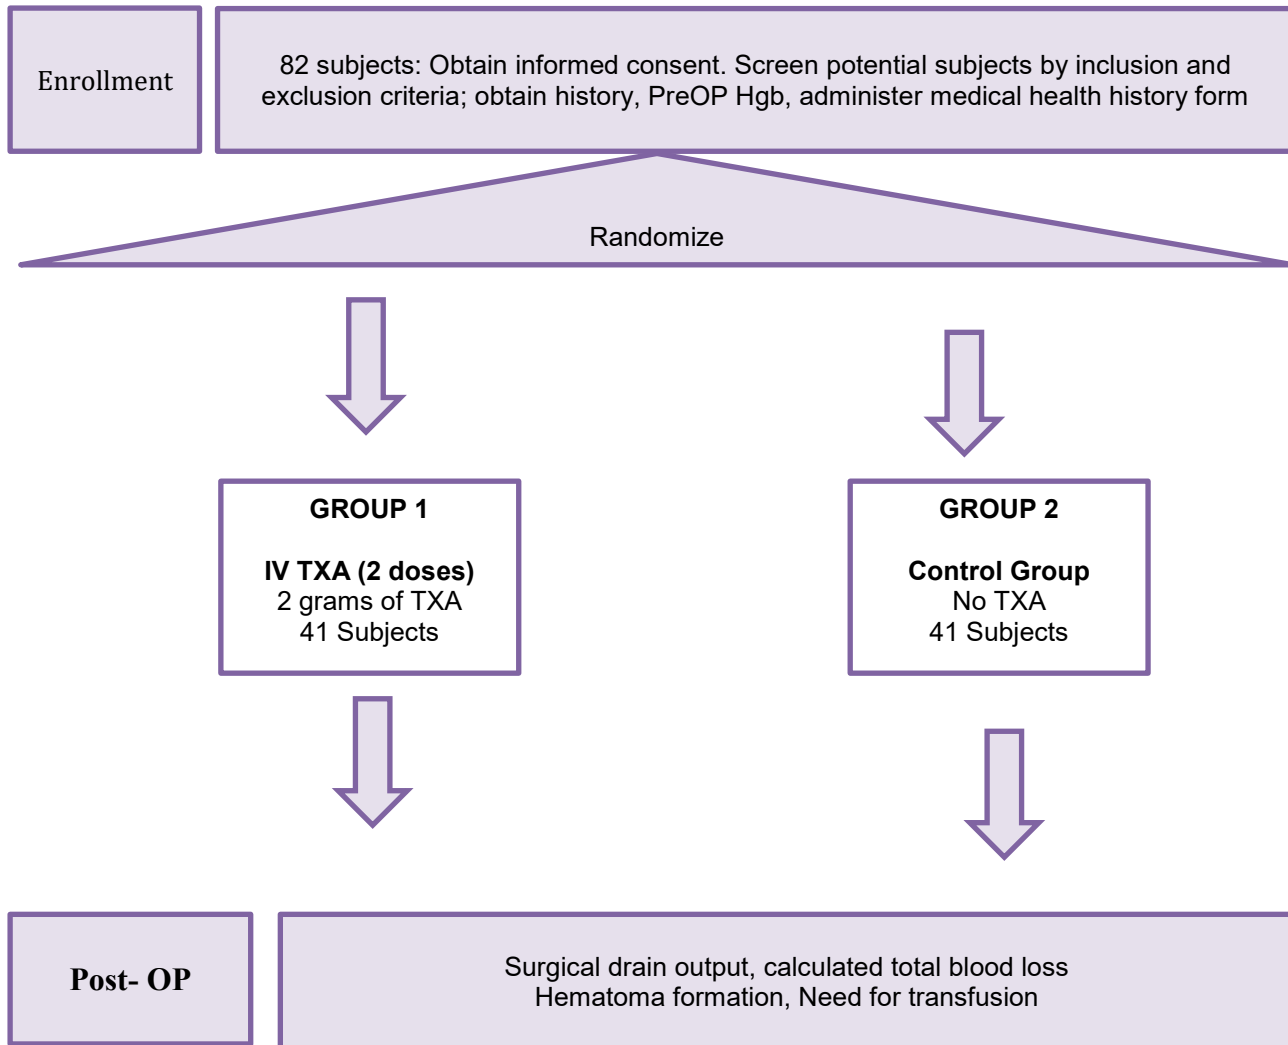 Enrollment
82 subjects: Obtain informed consent. Screen potential subjects by inclusion and
exclusion criteria; obtain history, PreOP Hgb, administer medical health history form
Randomize
GROUP 1
IV TXA (2 doses)
2 grams of TXA
41 Subjects
GROUP 2
Control Group
No TXA
41 Subjects
Post- OP
Surgical drain output, calculated total blood loss
Hematoma formation, Need for transfusion